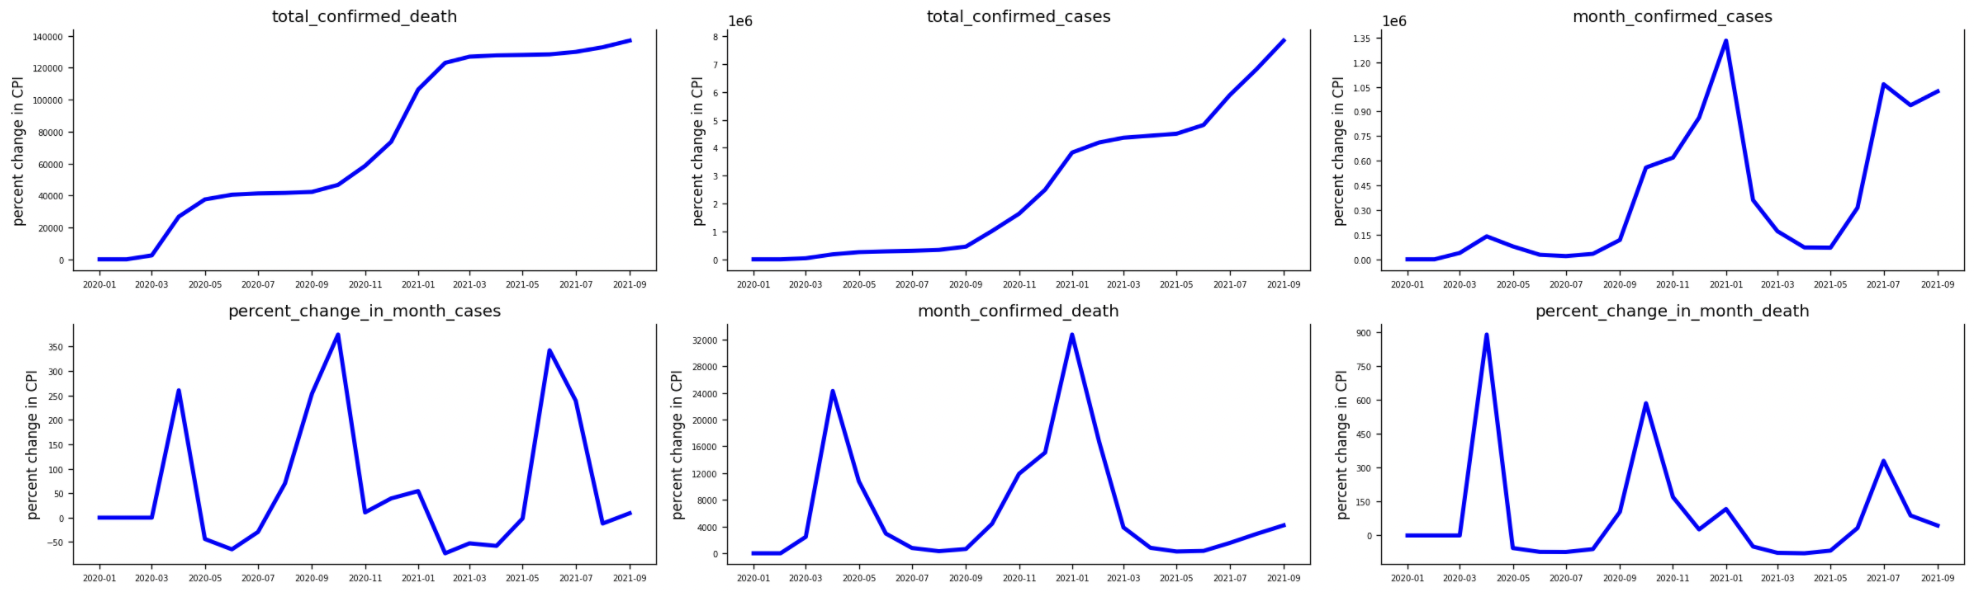 total_confirmed_death
percent change in CPI
140000
120000
100000
80000
60000
40000
20000
0
2020-01 2020-03 2020-05 2020-07 2020-09 2020-11 2021-01 2021-03 2021-05 2021-07 2021-09
total_confirmed_cases
1e6
percent change in CPI
8
7
6
5
4
3
2
1
0
2020-01 2020-03 2020-05 2020-07 2020-09 2020-11 2021-01 2021-03 2021-05 2021-07 2021-09
month_confirmed_cases
1e6
percent change in CPI
1.35
1.20
1.05
0.90
0.75
0.60
0.45
0.30
0.15
0.00
2020-01 2020-03 2020-05 2020-07 2020-09 2020-11 2021-01 2021-03 2021-05 2021-07 2021-09
percent_change_in_month_cases
percent change in CPI
350
300
250
200
150
100
50
0
−50
2020-01 2020-03 2020-05 2020-07 2020-09 2020-11 2021-01 2021-03 2021-05 2021-07 2021-09
month_confirmed_death
percent change in CPI
32000
28000
24000
20000
16000
12000
8000
4000
0
2020-01 2020-03 2020-05 2020-07 2020-09 2020-11 2021-01 2021-03 2021-05 2021-07 2021-09
percent_change_in_month_death
percent change in CPI
900
750
600
450
300
150
0
2020-01 2020-03 2020-05 2020-07 2020-09 2020-11 2021-01 2021-03 2021-05 2021-07 2021-09